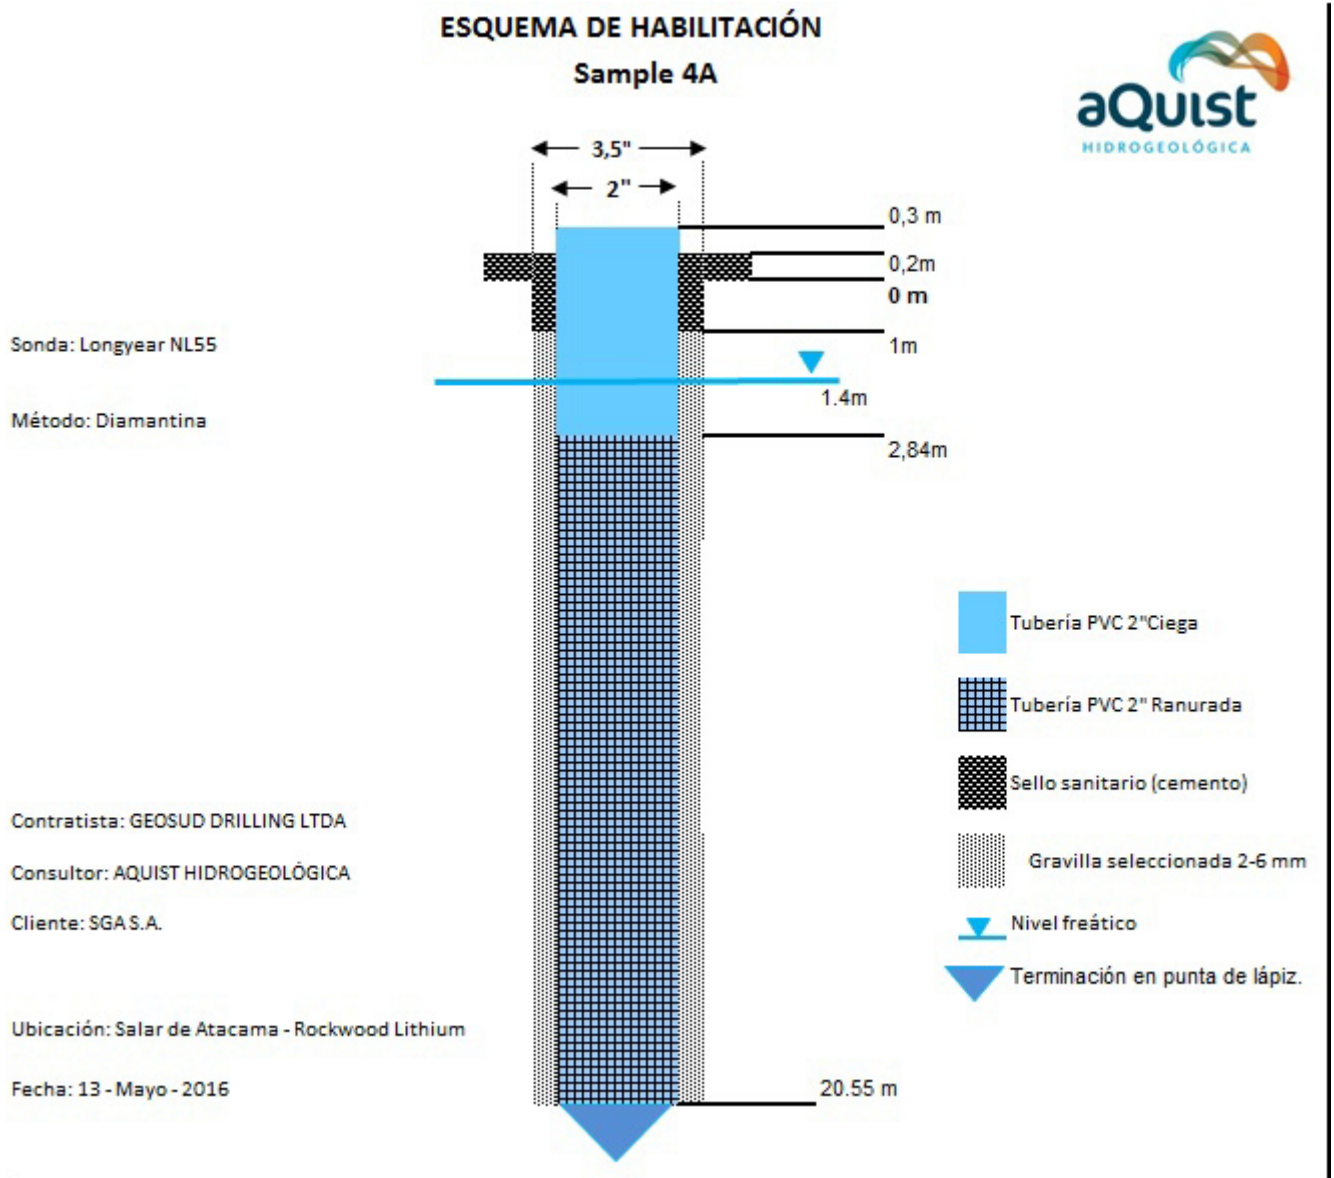 ESQUEMA DE HABILITACIÓN
Sample 4A
aQuist
HIDROGEOLÓGICA
3,5"
2"
0,3 m
0,2m
0 m
1m
1.4m
2,84m
Sonda: Longyear NL55
Método: Diamantina
Tubería PVC 2"Ciega
Tubería PVC 2" Ranurada
Sello sanitario (cemento)
Gravilla seleccionada 2-6 mm
Nivel freático
Terminación en punta de lápiz.
Contratista: GEOSUD DRILLING LTDA
Consultor: AQUIST HIDROGEOLÓGICA
Cliente: SGA S.A.
Ubicación: Salar de Atacama - Rockwood Lithium
Fecha: 13 - Mayo - 2016
20.55 m